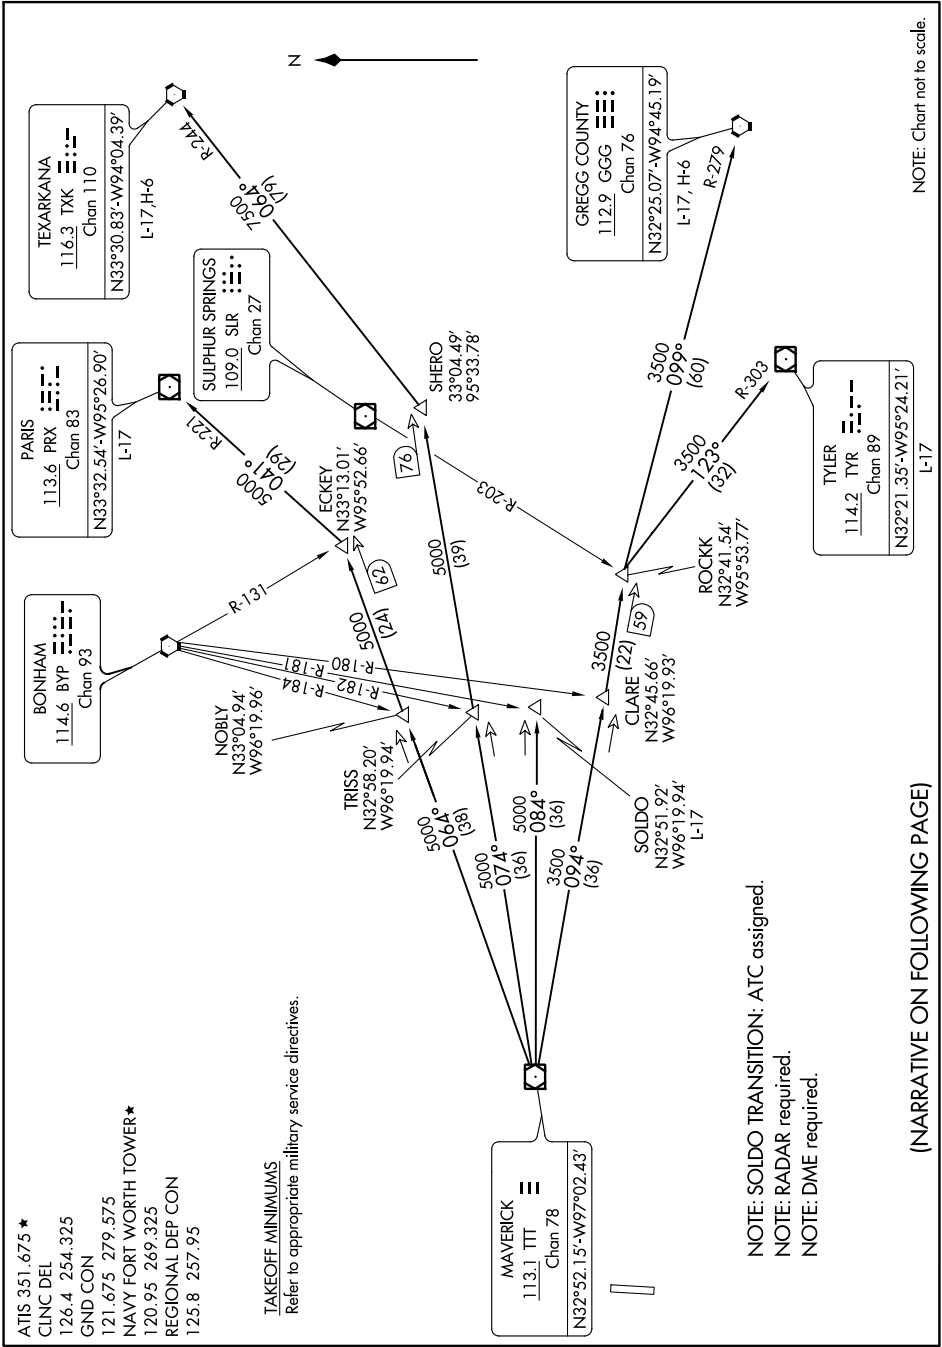 ATIS 351.675 ★
CLNC DEL
126.4 254.325
GND CON
121.675 279.575
NAVY FORT WORTH TOWER★
120.95 269.325
REGIONAL DEP CON
125.8 257.95
TAKEOFF MINIMUMS
Refer to appropriate military service directives.
BONHAM
114.6 BYP
Chan 93
PARIS
113.6 PRX
Chan 83
N33°32.54'-W95°26.90'
L-17
TEXARKANA
116.3 TXK
Chan 110
N33°30.83'-W94°04.39'
L-17,H-6
SULPHUR SPRINGS
109.0 SLR
Chan 27
N
R-244
7500
064°
(79)
R-221
5000
041°
(29)
R-131
ECKEY
N33°13.01'
W95°52.66'
62
5000
(24)
NOBLY
N33°04.94'
W96°19.96'
R-184
R-181
R-182
R-180
SHERO
33°04.49'
95°33.78'
76
5000
(39)
R-203
TRISS
N32°58.20'
W96°19.94'
5000
064°
(38)
5000
074°
(36)
5000
084°
(36)
3500
094°
(36)
SOLDO
N32°51.92'
W96°19.94'
L-17
CLARE
N32°45.66'
W96°19.93'
3500
(22)
59
ROCKK
N32°41.54'
W95°53.77'
3500
099°
(60)
R-279
3500
123°
(32)
R-303
GREGG COUNTY
112.9 GGG
Chan 76
N32°25.07'-W94°45.19'
L-17, H-6
TYLER
114.2 TYR
Chan 89
N32°21.35'-W95°24.21'
L-17
MAVERICK
113.1 TTT
Chan 78
N32°52.15'-W97°02.43'
NOTE: SOLDO TRANSITION: ATC assigned.
NOTE: RADAR required.
NOTE: DME required.
NOTE: Chart not to scale.
(NARRATIVE ON FOLLOWING PAGE)